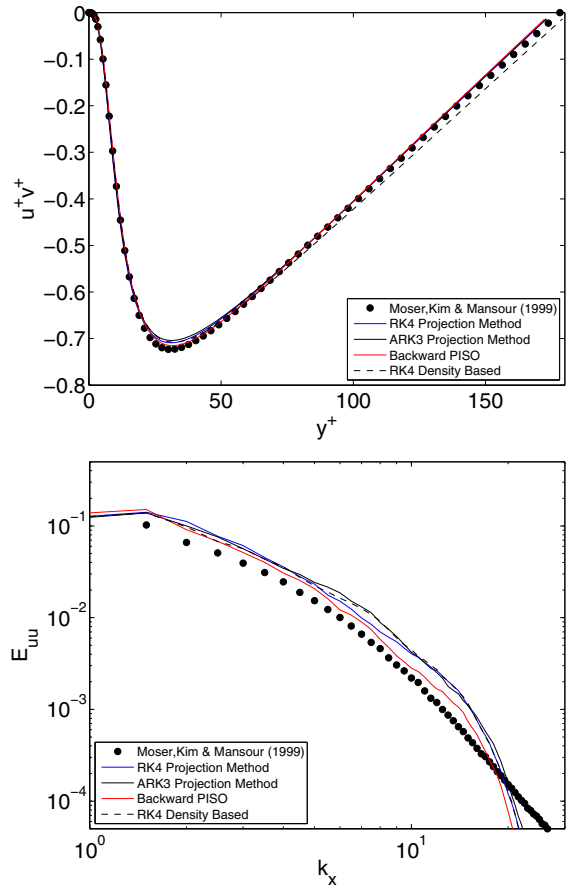 0
−0.1
−0.2
−0.3
−0.4
−0.5
−0.6
−0.7
−0.8
u⁺v⁺
0 50 100 150
y⁺
Moser,Kim & Mansour (1999)
RK4 Projection Method
ARK3 Projection Method
Backward PISO
RK4 Density Based
10⁻¹
10⁻²
10⁻³
10⁻⁴
E_uu
10⁰ 10¹
k_x
Moser,Kim & Mansour (1999)
RK4 Projection Method
ARK3 Projection Method
Backward PISO
RK4 Density Based